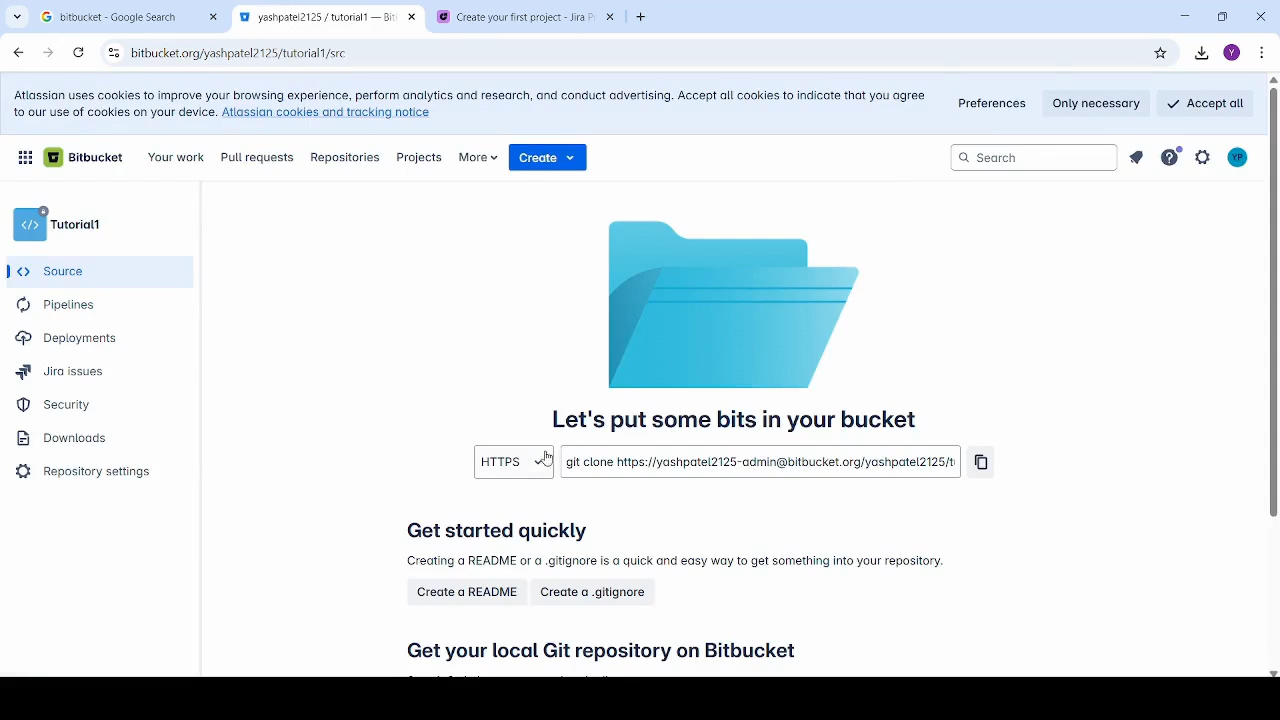 bitbucket - Google Search
yashpatel2125 / tutorial1 — Bit
Create your first project - Jira P
bitbucket.org/yashpatel2125/tutorial1/src
Y
Atlassian uses cookies to improve your browsing experience, perform analytics and research, and conduct advertising. Accept all cookies to indicate that you agree
to our use of cookies on your device. Atlassian cookies and tracking notice
Preferences
Only necessary
Accept all
Bitbucket
Your work
Pull requests
Repositories
Projects
More
Create
Search
YP
Tutorial1
Source
Pipelines
Deployments
Jira issues
Security
Downloads
Repository settings
Let's put some bits in your bucket
HTTPS
git clone https://yashpatel2125-admin@bitbucket.org/yashpatel2125/t
Get started quickly
Creating a README or a .gitignore is a quick and easy way to get something into your repository.
Create a README
Create a .gitignore
Get your local Git repository on Bitbucket